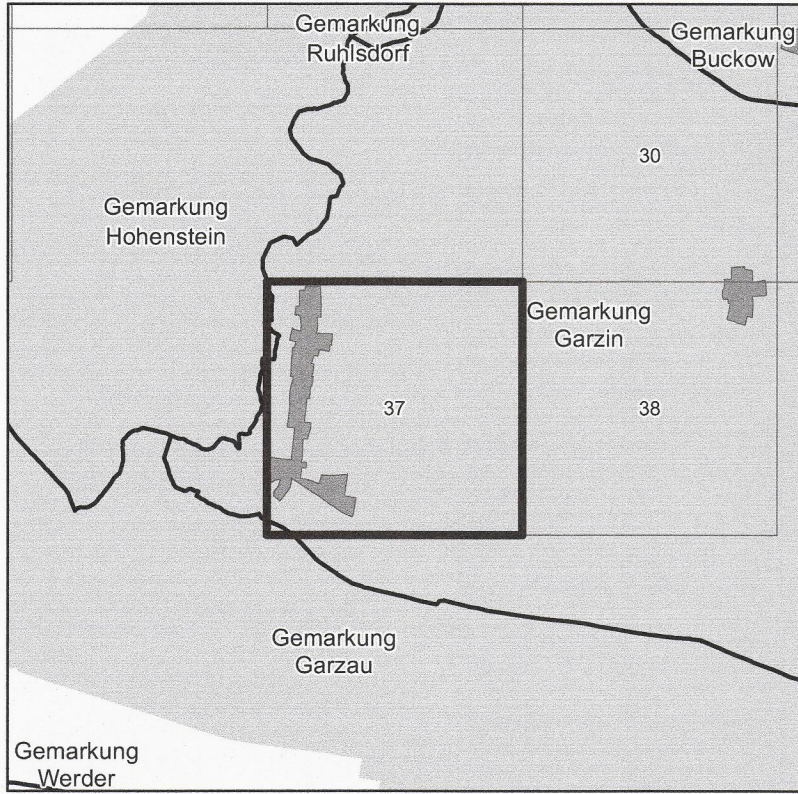 Gemarkung
Ruhlsdorf
Gemarkung
Buckow
30
Gemarkung
Hohenstein
Gemarkung
Garzin
37
38
Gemarkung
Garzau
Gemarkung
Werder